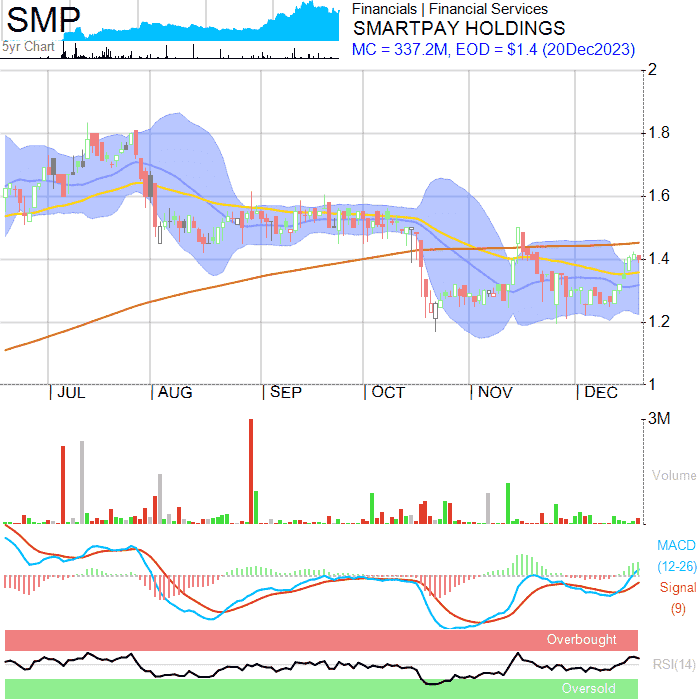 SMP
5yr Chart
Financials | Financial Services
SMARTPAY HOLDINGS
MC = 337.2M, EOD = $1.4 (20Dec2023)
2
1.8
1.6
1.4
1.2
1
JUL AUG SEP OCT NOV DEC
3M
Volume
MACD
(12-26)
Signal
(9)
Overbought
RSI(14)
Oversold